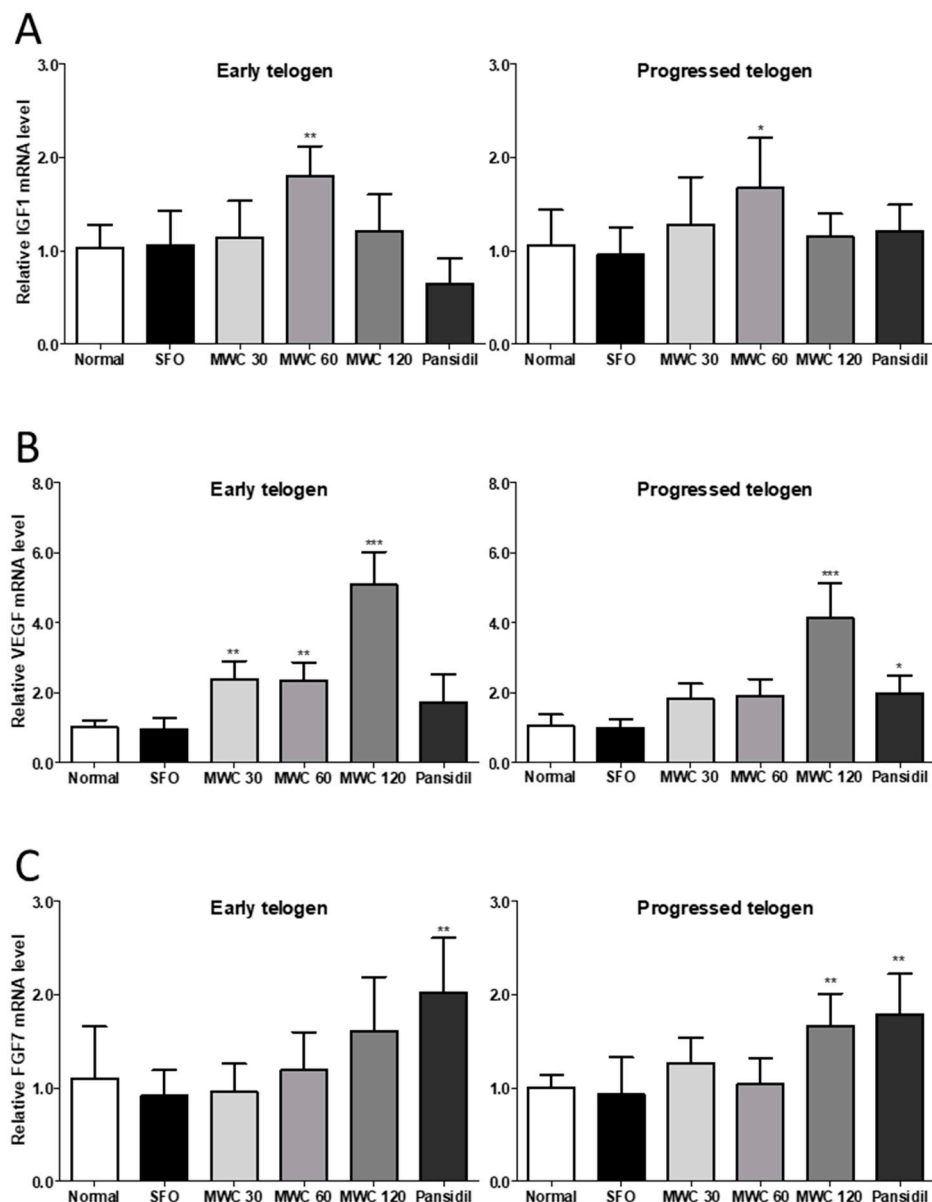 A
Early telogen
Relative IGF1 mRNA level
3.0
2.0
1.0
0.0
**
Normal SFO MWC 30 MWC 60 MWC 120 Pansidil
Progressed telogen
3.0
2.0
1.0
0.0
*
Normal SFO MWC 30 MWC 60 MWC 120 Pansidil
B
Early telogen
Relative VEGF mRNA level
8.0
6.0
4.0
2.0
0.0
** ** ***
Normal SFO MWC 30 MWC 60 MWC 120 Pansidil
Progressed telogen
8.0
6.0
4.0
2.0
0.0
*** *
Normal SFO MWC 30 MWC 60 MWC 120 Pansidil
C
Early telogen
Relative FGF7 mRNA level
3.0
2.0
1.0
0.0
**
Normal SFO MWC 30 MWC 60 MWC 120 Pansidil
Progressed telogen
3.0
2.0
1.0
0.0
** **
Normal SFO MWC 30 MWC 60 MWC 120 Pansidil